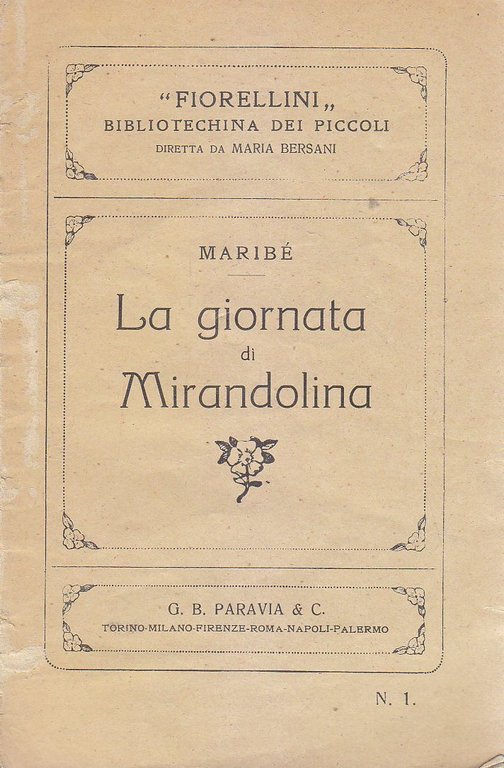 "FIORELLINI„
BIBLIOTECHINA DEI PICCOLI
DIRETTA DA MARIA BERSANI
MARIBÉ
La giornata
di
Mirandolina
G. B. PARAVIA & C.
TORINO-MILANO-FIRENZE-ROMA-NAPOLI-PALERMO
N. 1.